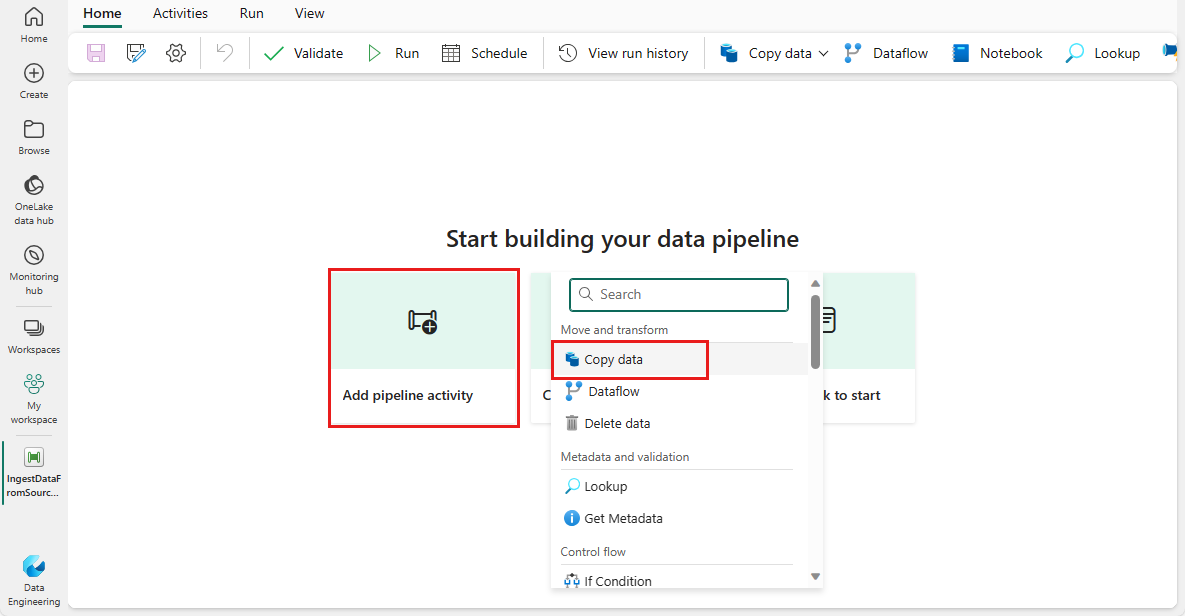 Home Activities Run View
Validate Run Schedule View run history Copy data Dataflow Notebook Lookup
Home
Create
Browse
OneLake
data hub
Monitoring
hub
Workspaces
My
workspace
IngestDataF
romSourc...
Data
Engineering
Start building your data pipeline
Add pipeline activity
C
k to start
Search
Move and transform
Copy data
Dataflow
Delete data
Metadata and validation
Lookup
Get Metadata
Control flow
If Condition